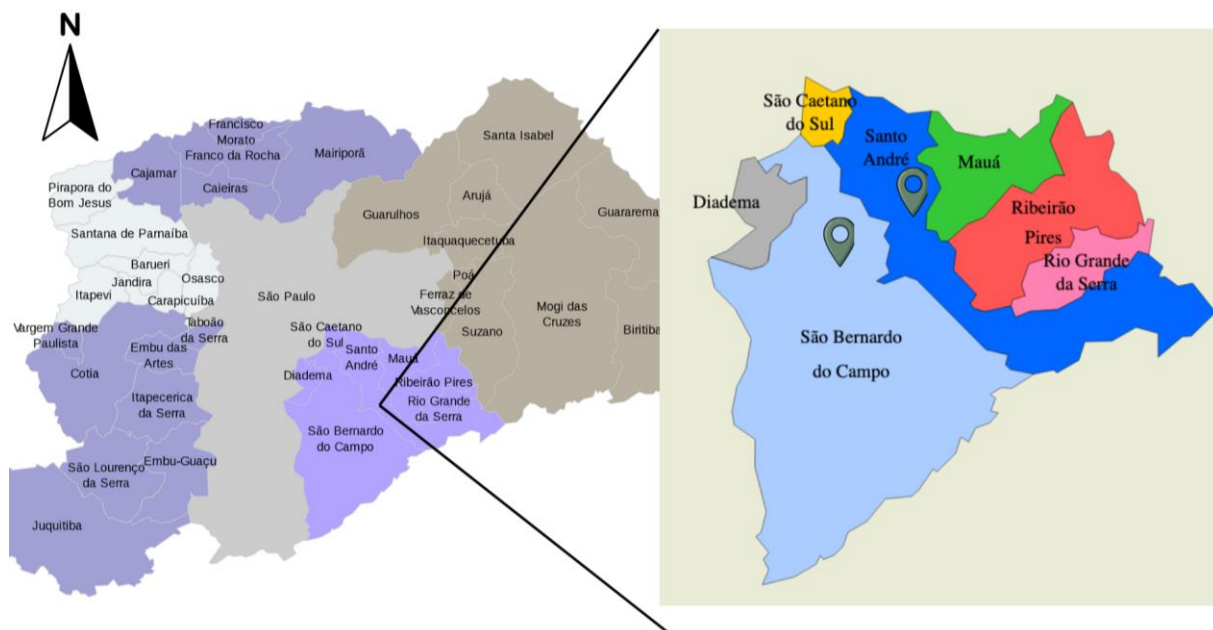 N
Francisco
Morato
Franco da Rocha
Mairiporã
Santa Isabel
Cajamar
Caieiras
Pirapora do
Bom Jesus
Arujá
Guarulhos
Guararema
Santana de Parnaíba
Itaquaquecetuba
Barueri
Jandira
Osasco
Itapevi
Carapicuíba
São Paulo
Poá
Ferraz de
Vasconcelos
Mogi das
Cruzes
Vargem Grande
Paulista
Taboão
da Serra
Suzano
Biritiba
São Caetano
do Sul
Embu das
Artes
Santo
André
Mauá
Cotia
Diadema
Ribeirão Pires
Itapecerica
da Serra
Rio Grande
da Serra
São Bernardo
do Campo
Embu-Guaçu
São Lourenço
da Serra
Juquitiba
São Caetano
do Sul
Santo
André
Mauá
Diadema
Ribeirão
Pires
Rio Grande
da Serra
São Bernardo
do Campo